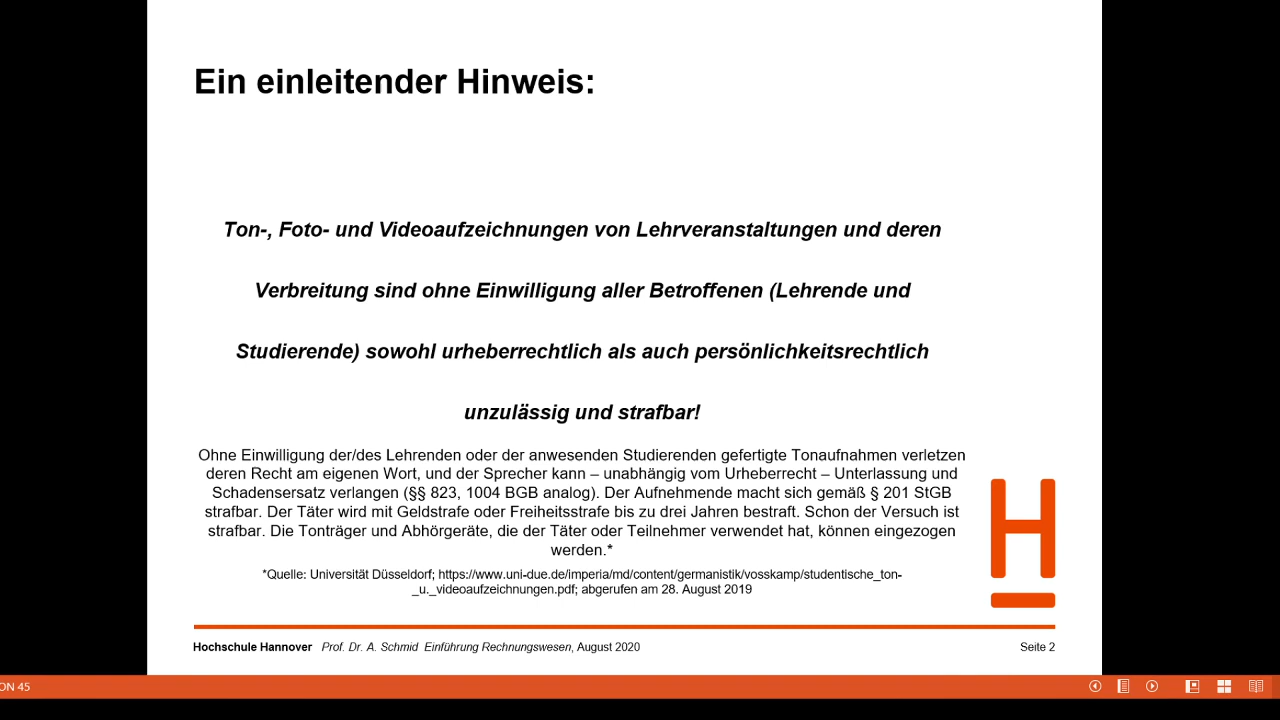 Ein einleitender Hinweis:
Ton-, Foto- und Videoaufzeichnungen von Lehrveranstaltungen und deren
Verbreitung sind ohne Einwilligung aller Betroffenen (Lehrende und
Studierende) sowohl urheberrechtlich als auch persönlichkeitsrechtlich
unzulässig und strafbar!
Ohne Einwilligung der/des Lehrenden oder der anwesenden Studierenden gefertigte Tonaufnahmen verletzen
deren Recht am eigenen Wort, und der Sprecher kann – unabhängig vom Urheberrecht – Unterlassung und
Schadensersatz verlangen (§§ 823, 1004 BGB analog). Der Aufnehmende macht sich gemäß § 201 StGB
strafbar. Der Täter wird mit Geldstrafe oder Freiheitsstrafe bis zu drei Jahren bestraft. Schon der Versuch ist
strafbar. Die Tonträger und Abhörgeräte, die der Täter oder Teilnehmer verwendet hat, können eingezogen
werden.*
*Quelle: Universität Düsseldorf; https://www.uni-due.de/imperia/md/content/germanistik/vosskamp/studentische_ton-
_u._videoaufzeichnungen.pdf; abgerufen am 28. August 2019
H
Hochschule Hannover Prof. Dr. A. Schmid Einführung Rechnungswesen, August 2020 Seite 2
ON 45